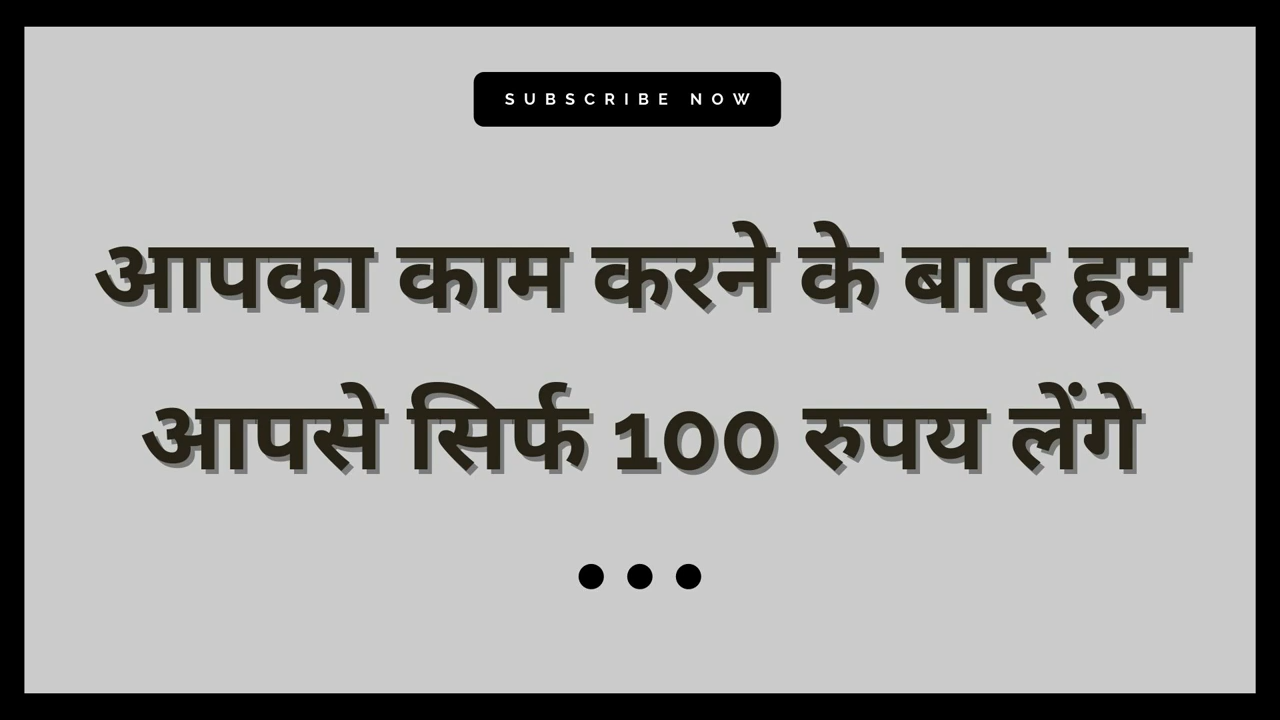 SUBSCRIBE NOW
आपका काम करने के बाद हम
आपसे सिर्फ 100 रुपय लेंगे